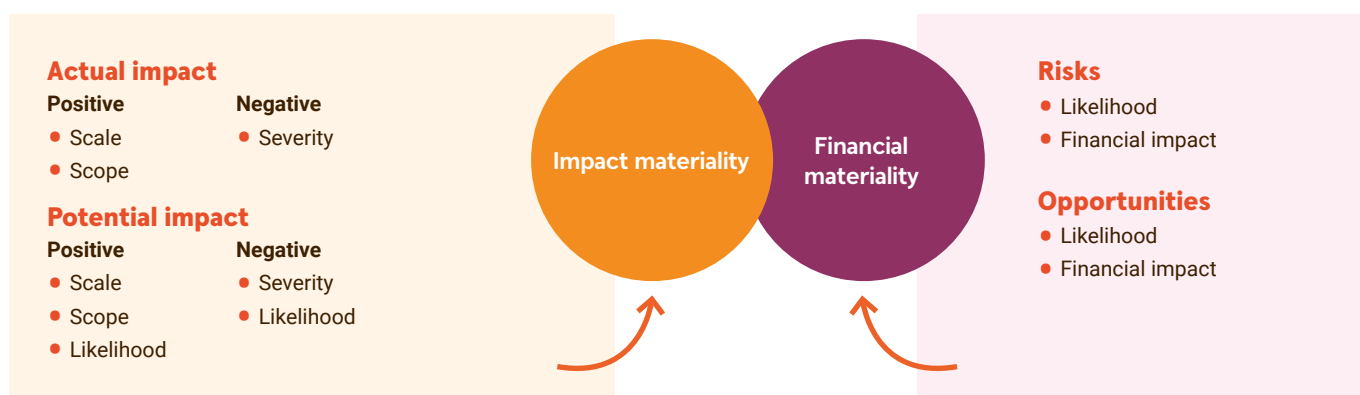 Actual impact
Positive
Scale
Scope
Negative
Severity
Potential impact
Positive
Scale
Scope
Likelihood
Negative
Severity
Likelihood
Impact materiality
Financial
materiality
Risks
Likelihood
Financial impact
Opportunities
Likelihood
Financial impact